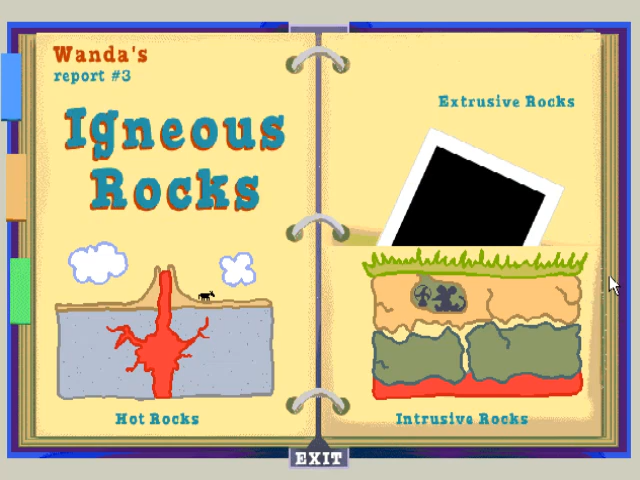 Wanda's
report #3
Igneous
Rocks
Hot Rocks
Extrusive Rocks
Intrusive Rocks
EXIT